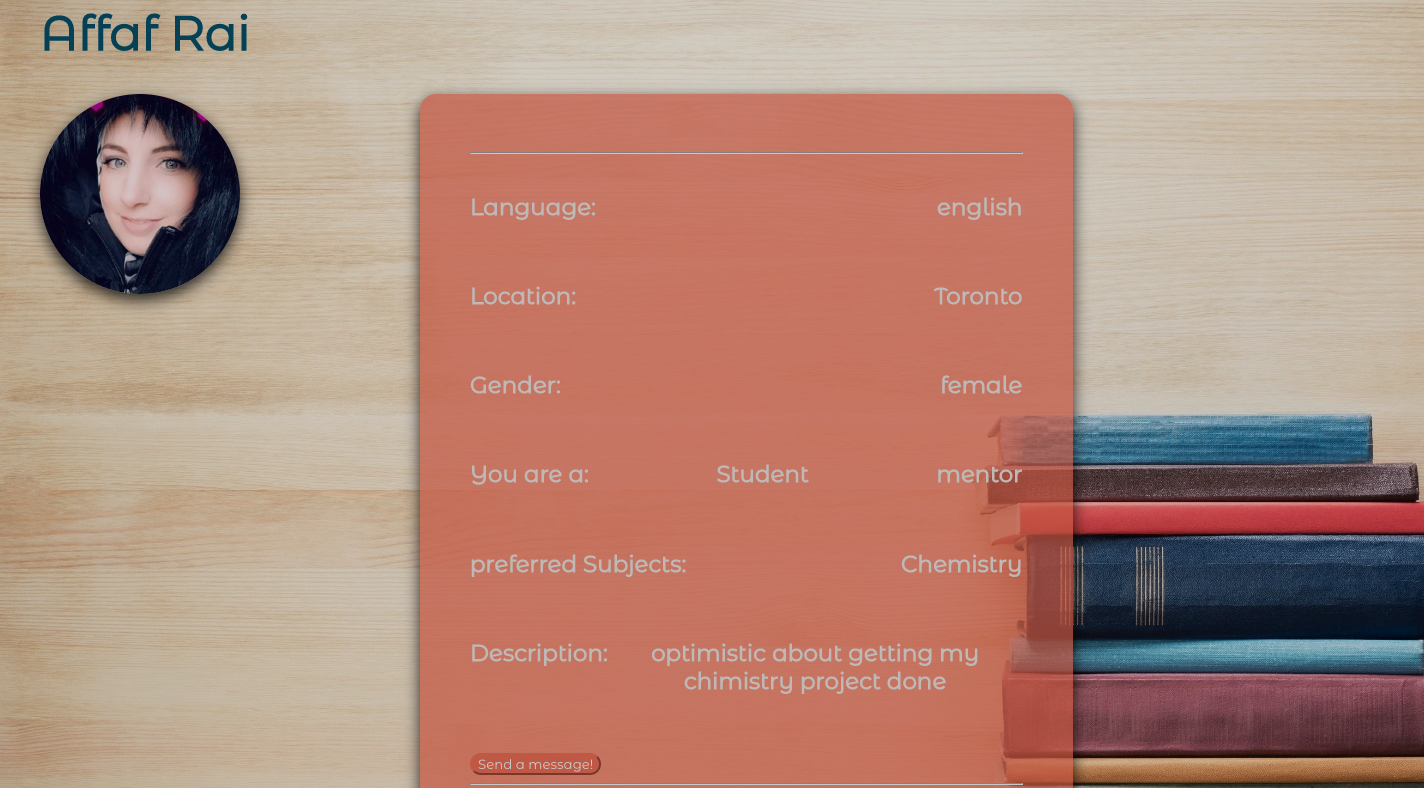 Affaf Rai
Language: english
Location: Toronto
Gender: female
You are a: Student mentor
preferred Subjects: Chemistry
Description: optimistic about getting my
chimistry project done
Send a message!